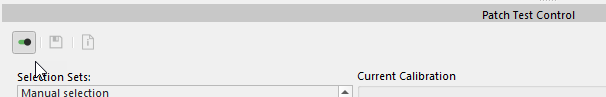 Patch Test Control
Selection Sets:
Current Calibration
Manual selection